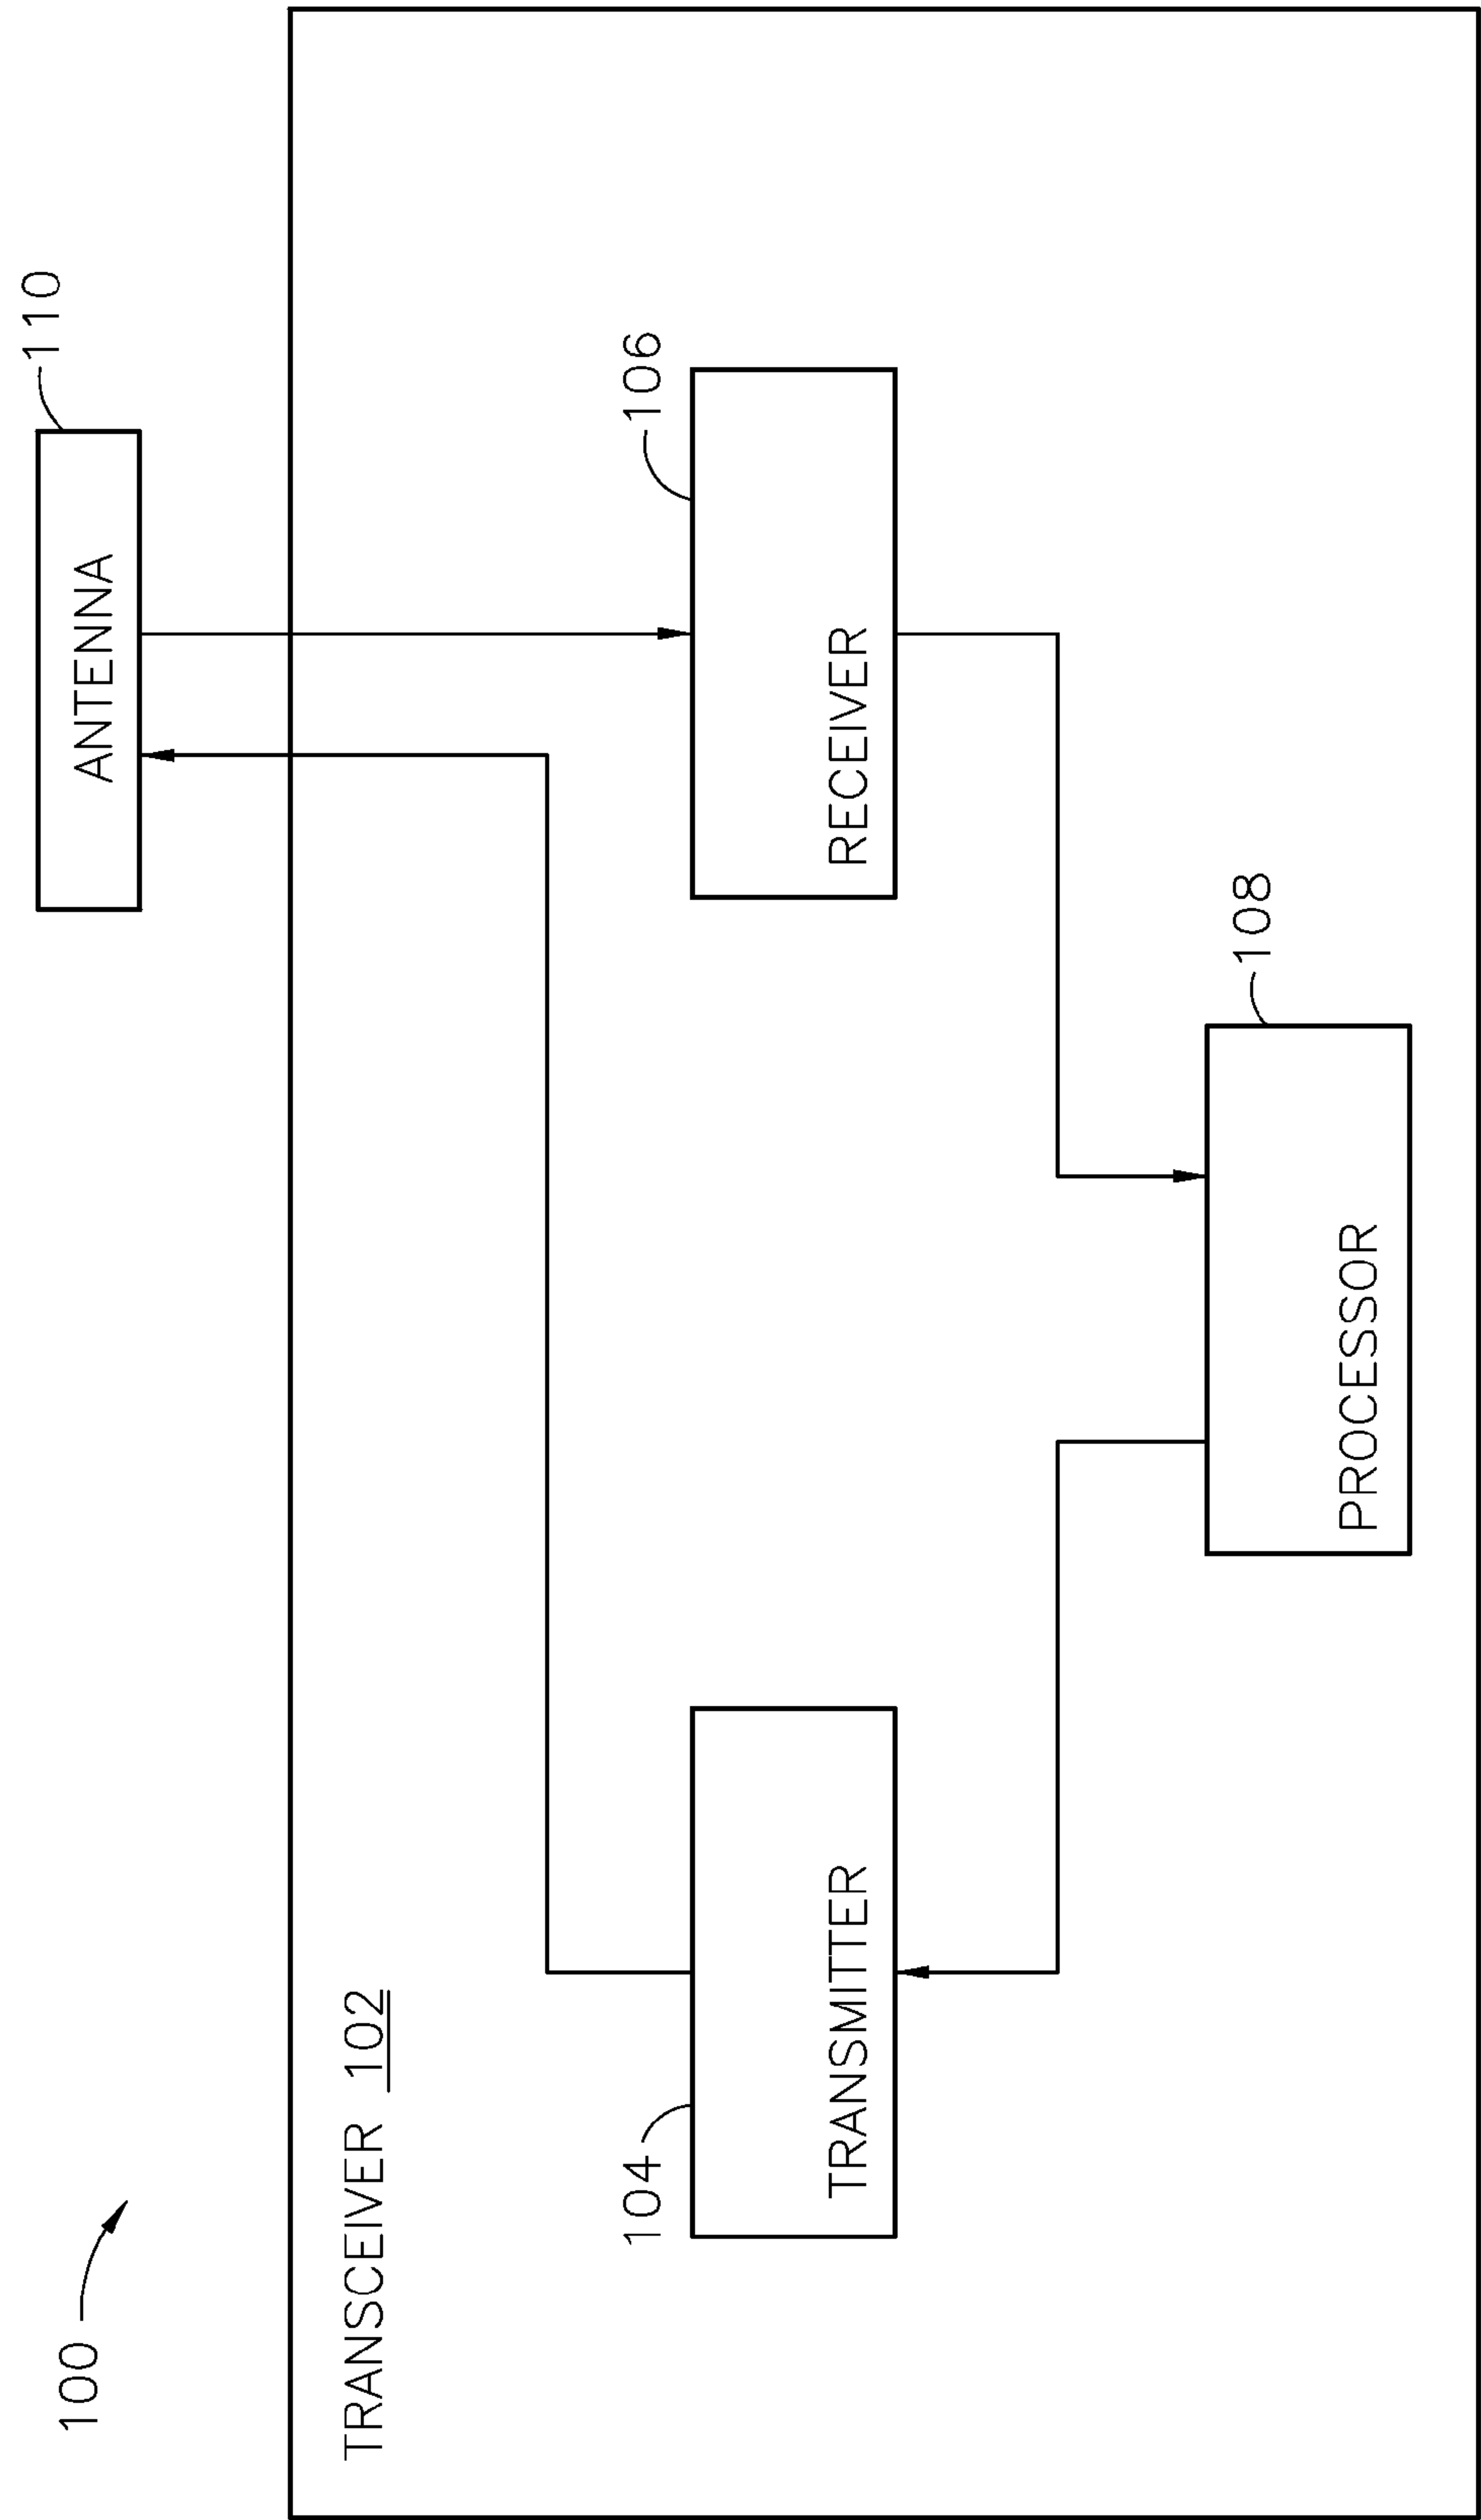 100
110
ANTENNA
TRANSCEIVER 102
104
106
TRANSMITTER
RECEIVER
108
PROCESSOR